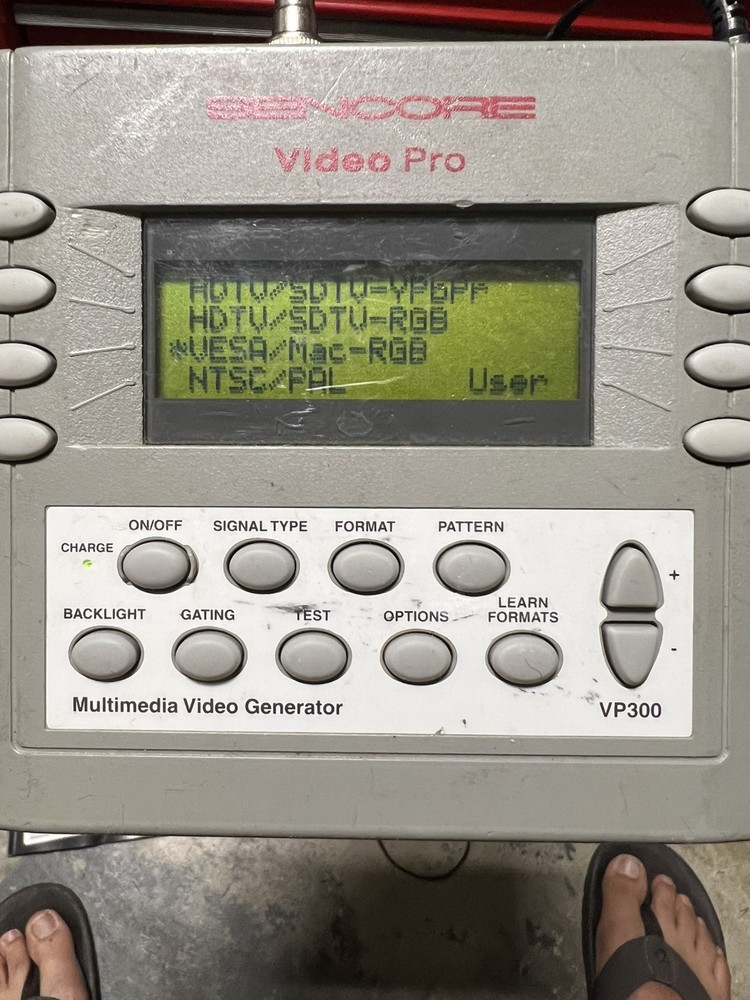 SENCORE
Video Pro
HDTV/SDTV-YPbPr
HDTV/SDTV-RGB
*VESA/Mac-RGB
NTSC/PAL User
ON/OFF SIGNAL TYPE FORMAT PATTERN
CHARGE
+
BACKLIGHT GATING TEST OPTIONS LEARN FORMATS
-
Multimedia Video Generator VP300